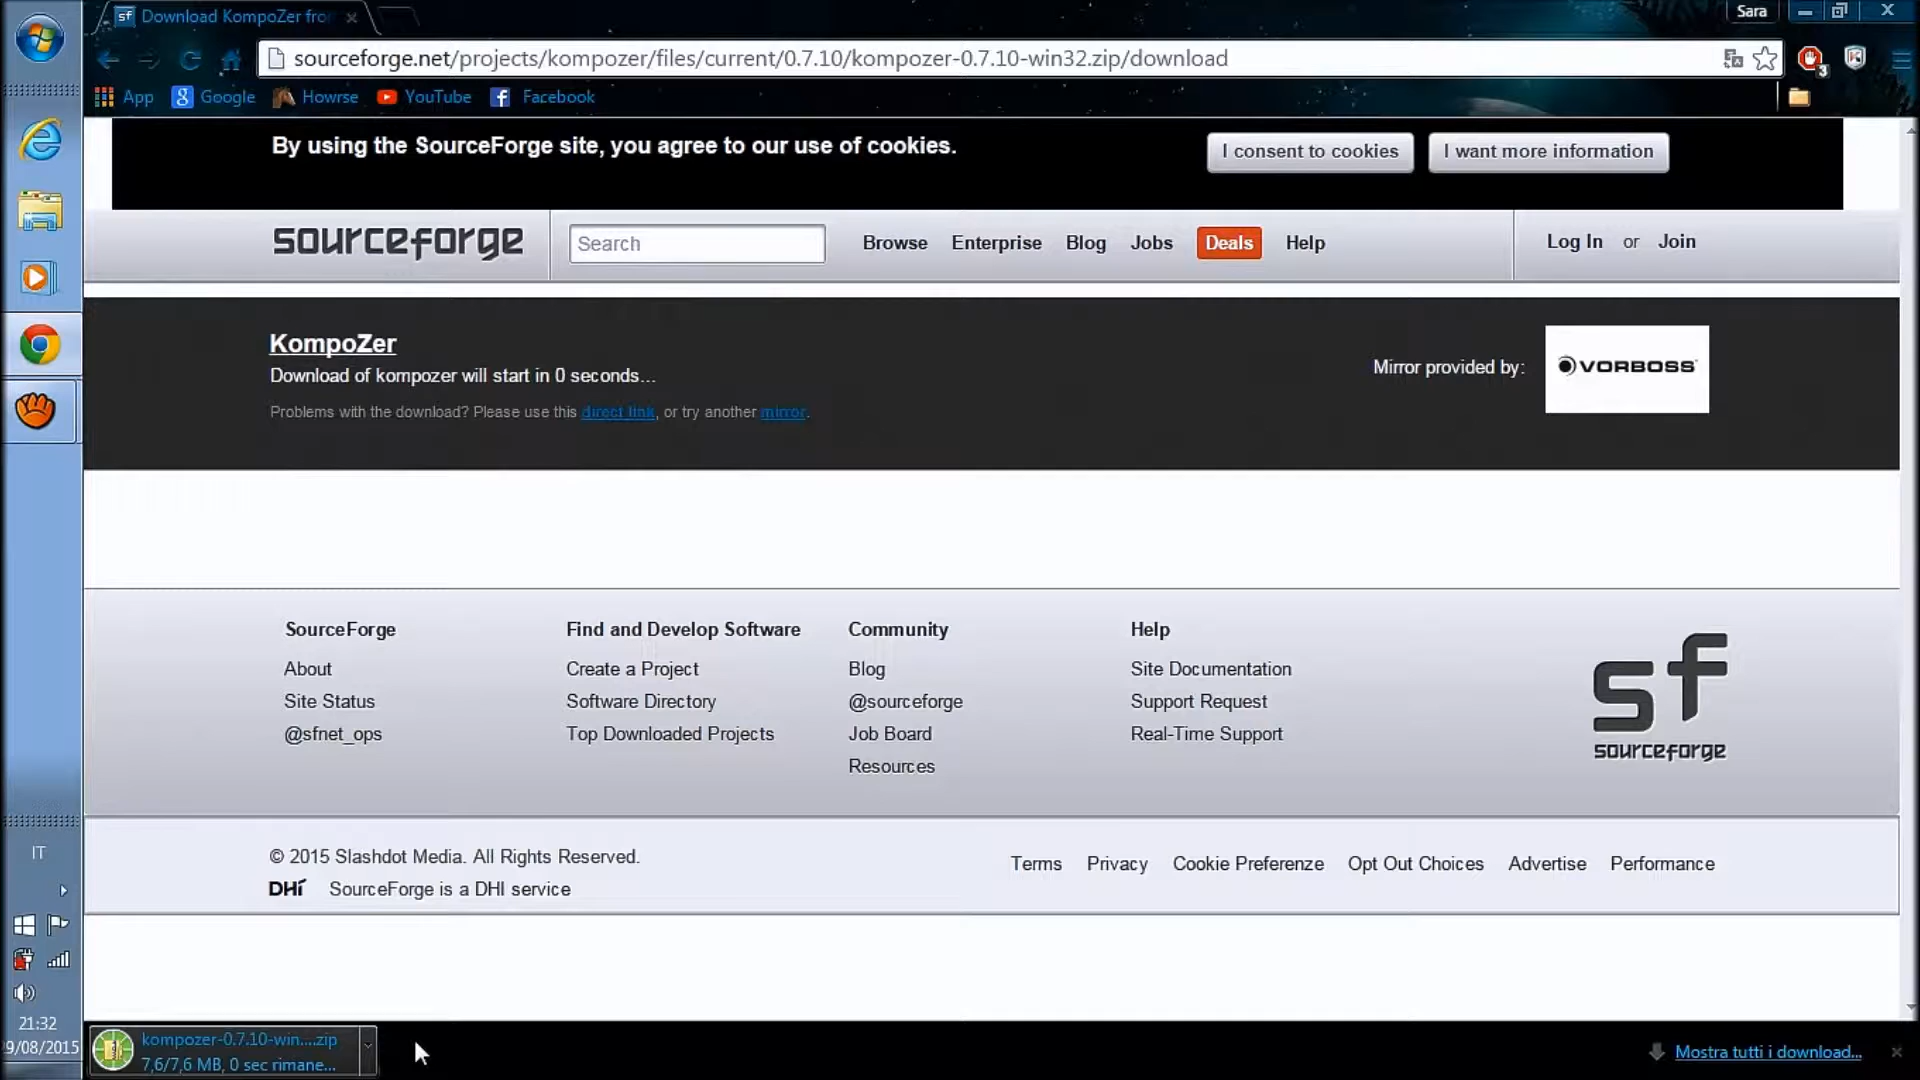 Download KompoZer fro
Sara
sourceforge.net/projects/kompozer/files/current/0.7.10/kompozer-0.7.10-win32.zip/download
3
App Google Howrse YouTube Facebook
By using the SourceForge site, you agree to our use of cookies.
I consent to cookies
I want more information
sourceforge
Search
Browse Enterprise Blog Jobs Deals Help
Log In or Join
KompoZer
Download of kompozer will start in 0 seconds...
Problems with the download? Please use this direct link, or try another mirror.
Mirror provided by:
VORBOSS
SourceForge
About
Site Status
@sfnet_ops
Find and Develop Software
Create a Project
Software Directory
Top Downloaded Projects
Community
Blog
@sourceforge
Job Board
Resources
Help
Site Documentation
Support Request
Real-Time Support
sf
sourceforge
© 2015 Slashdot Media. All Rights Reserved.
DHI SourceForge is a DHI service
Terms Privacy Cookie Preferenze Opt Out Choices Advertise Performance
IT
21:32
9/08/2015
kompozer-0.7.10-win....zip
7,6/7,6 MB, 0 sec rimane...
Mostra tutti i download...